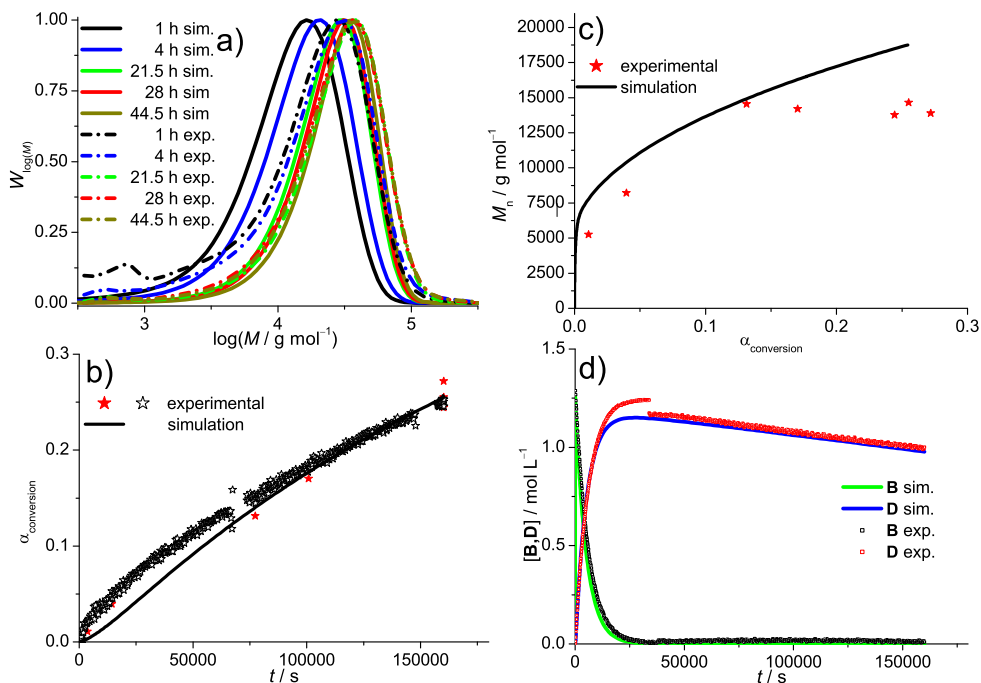 a)
1 h sim.
4 h sim.
21.5 h sim.
28 h sim
44.5 h sim
1 h exp.
4 h exp.
21.5 h exp.
28 h exp.
44.5 h exp.
1.00
0.75
0.50
0.25
0.00
W log(M)
3
4
5
log(M / g mol⁻¹)
c)
experimental
simulation
20000
17500
15000
12500
10000
7500
5000
2500
0
Mn / g mol⁻¹
0.0
0.1
0.2
0.3
α conversion
b)
experimental
simulation
0.3
0.2
0.1
0.0
α conversion
0
50000
100000
150000
t / s
d)
B sim.
D sim.
B exp.
D exp.
1.5
1.0
0.5
0.0
[B,D] / mol L⁻¹
0
50000
100000
150000
t / s